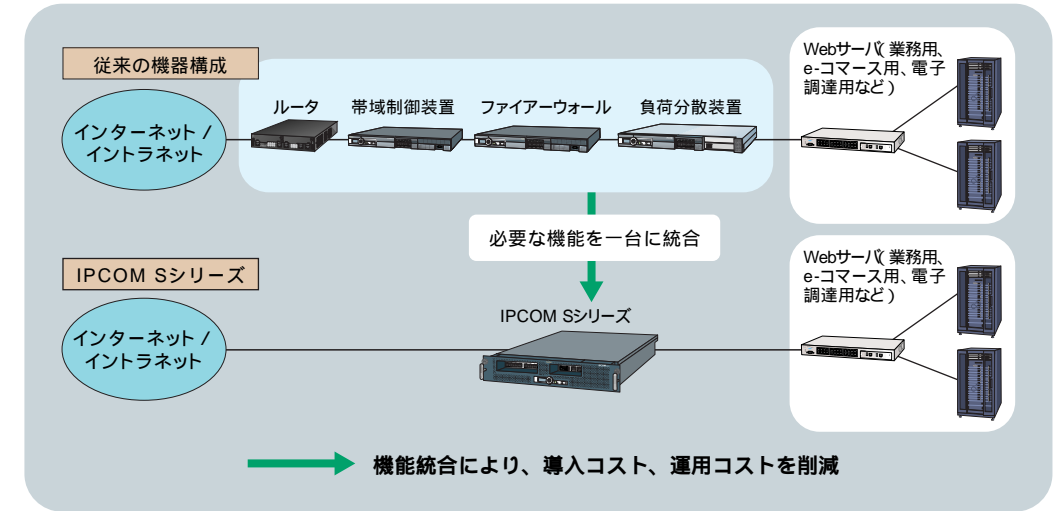 従来の機器構成
インターネット /
イントラネット
ルータ
帯域制御装置
ファイアーウォール
負荷分散装置
Webサーバ( 業務用、
e-コマース用、電子
調達用など )
必要な機能を一台に統合
IPCOM Sシリーズ
インターネット /
イントラネット
IPCOM Sシリーズ
Webサーバ( 業務用、
e-コマース用、電子
調達用など )
機能統合により、導入コスト、運用コストを削減